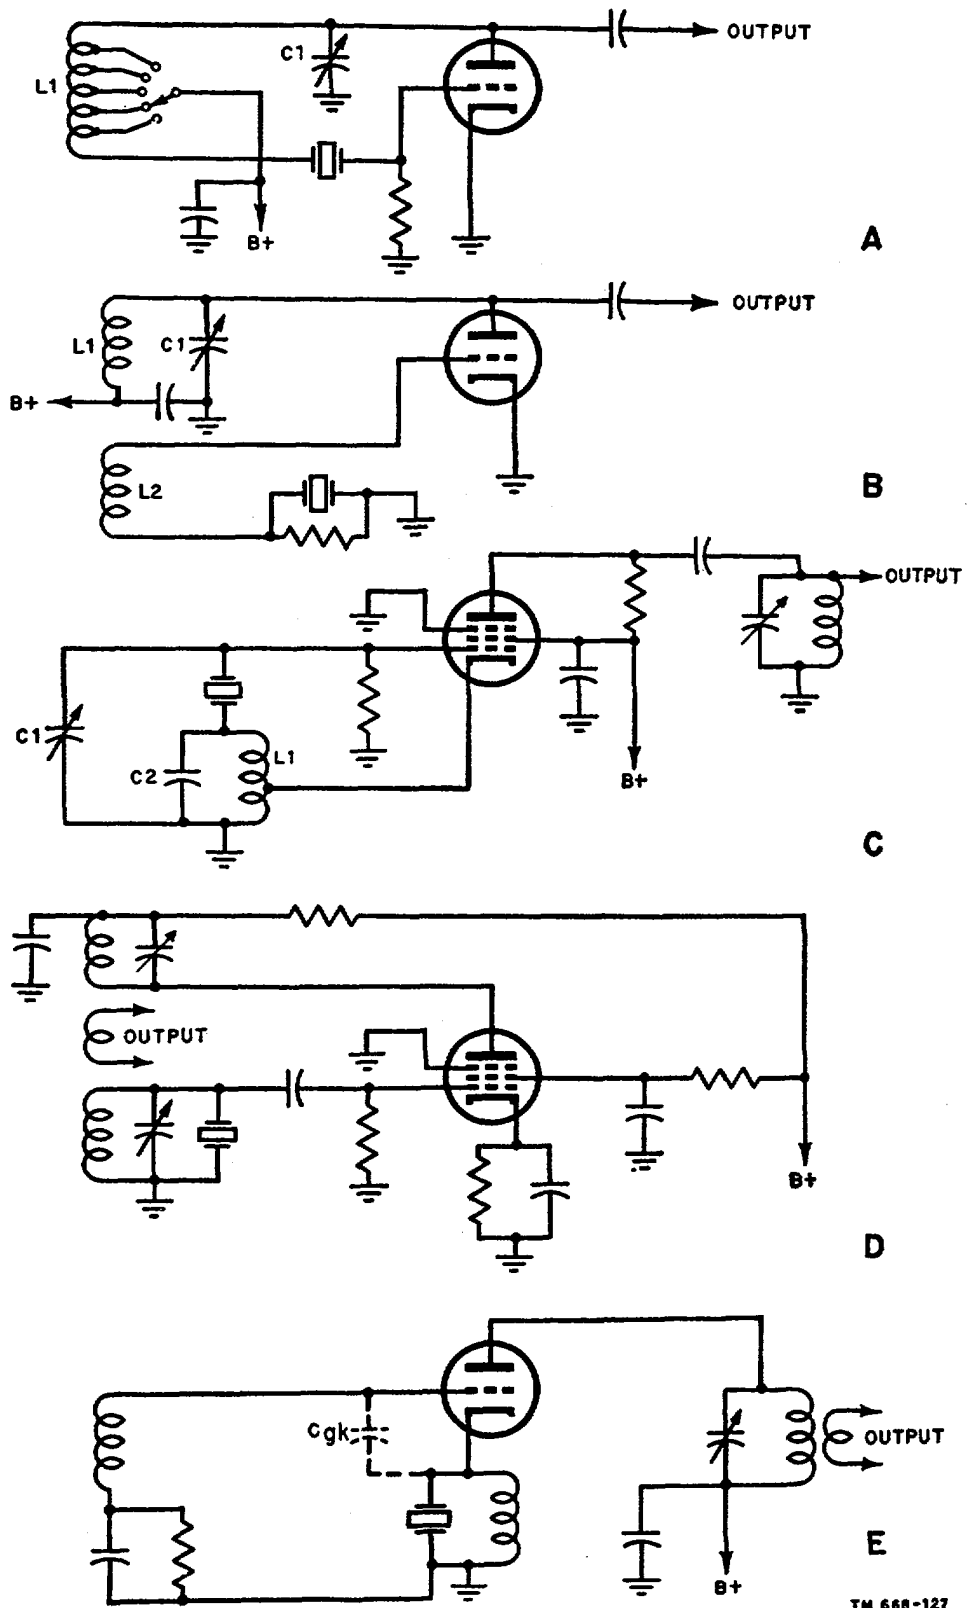 OUTPUT
C1
L1
B+
A
OUTPUT
L1
C1
B+
L2
B
OUTPUT
C1
C2
L1
B+
C
OUTPUT
B+
D
Cgk
OUTPUT
E
B+
TM 668-127